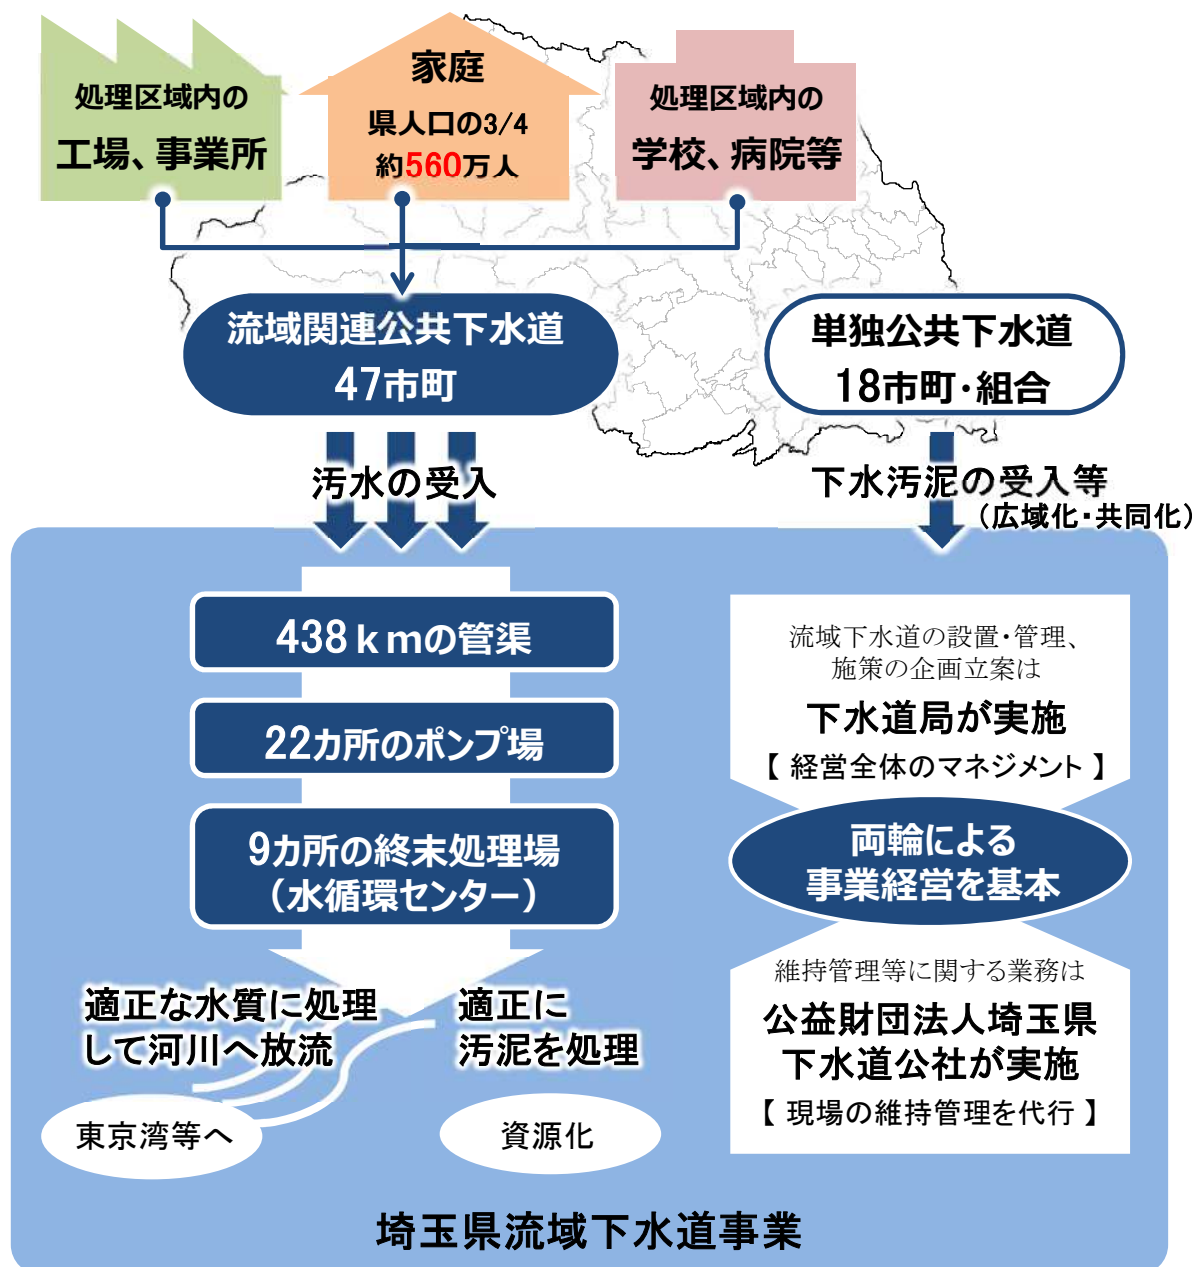 処理区域内の
工場、事業所
家庭
県人口の3/4
約560万人
処理区域内の
学校、病院等
流域関連公共下水道
47市町
単独公共下水道
18市町・組合
汚水の受入
下水汚泥の受入等
（広域化・共同化）
438kmの管渠
22カ所のポンプ場
9カ所の終末処理場
（水循環センター）
適正な水質に処理
して河川へ放流
適正に
汚泥を処理
東京湾等へ
資源化
流域下水道の設置・管理、
施策の企画立案は
下水道局が実施
【 経営全体のマネジメント 】
両輪による
事業経営を基本
維持管理等に関する業務は
公益財団法人埼玉県
下水道公社が実施
【 現場の維持管理を代行 】
埼玉県流域下水道事業